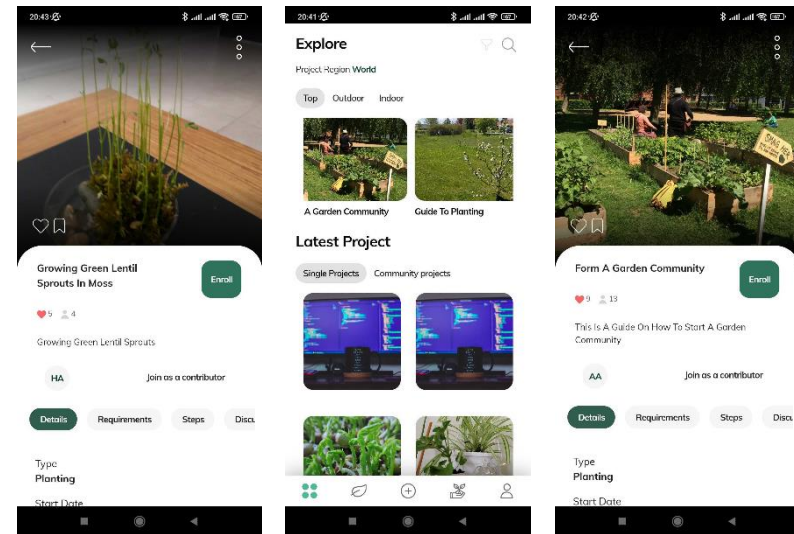 20:43
Growing Green Lentil
Sprouts In Moss
Enroll
5 4
Growing Green Lentil Sprouts
HA
Join as a contributor
Details Requirements Steps Discu
Type
Planting
Start Date
20:41
Explore
Project Region World
Top Outdoor Indoor
A Garden Community Guide To Planting
Latest Project
Single Projects Community projects
20:42
Form A Garden Community
Enroll
9 13
This Is A Guide On How To Start A Garden
Community
AA
Join as a contributor
Details Requirements Steps Discu
Type
Planting
Start Date